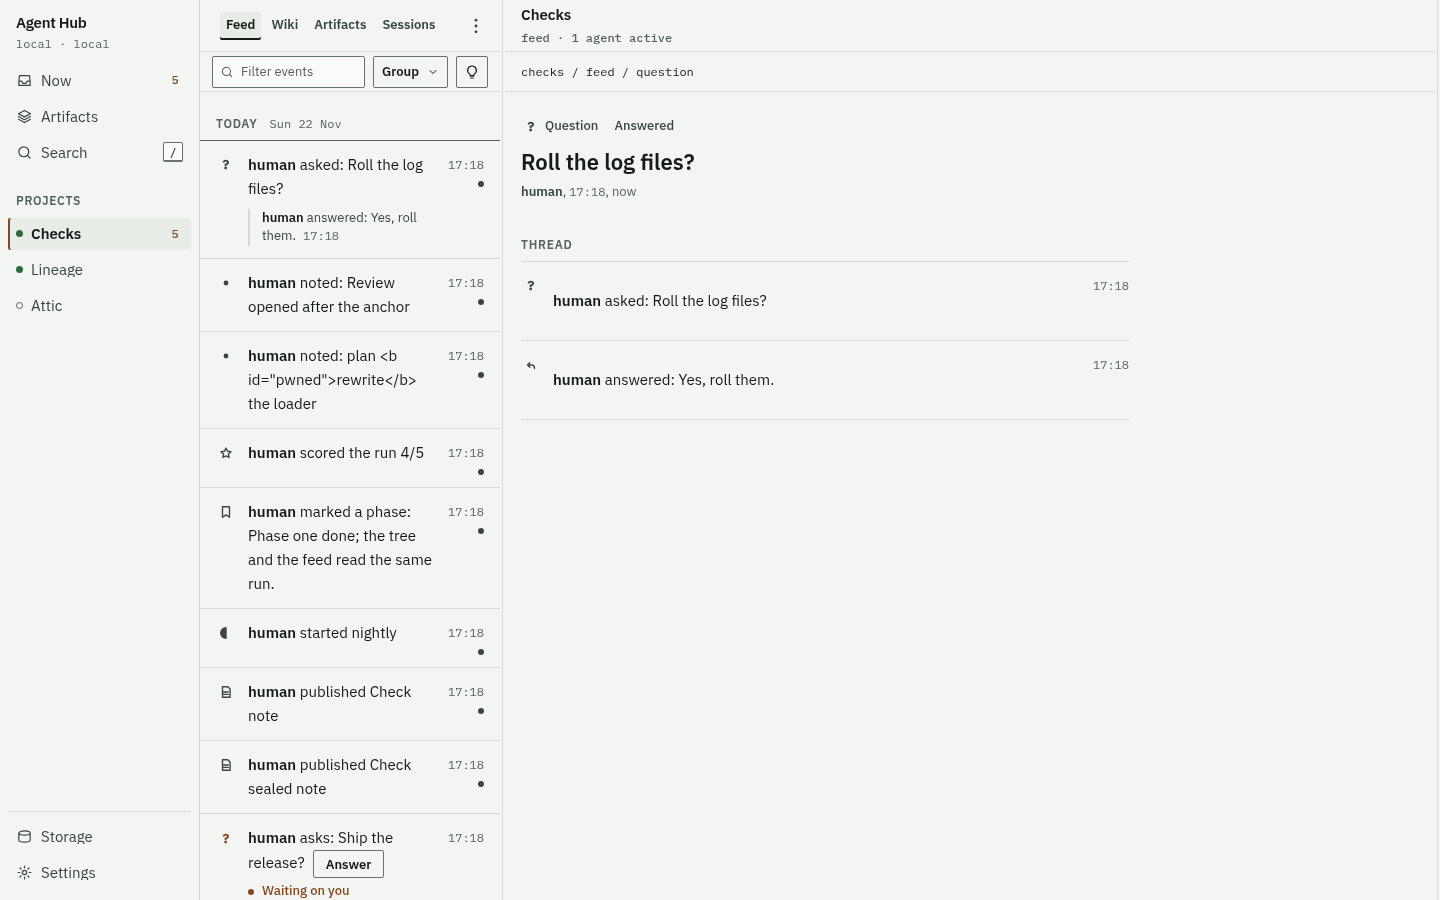 Agent Hub
local · local
Now 5
Artifacts
Search /
PROJECTS
Checks 5
Lineage
Attic
Storage
Settings
Feed Wiki Artifacts Sessions
Filter events Group
TODAY Sun 22 Nov
? human asked: Roll the log 17:18
files?
human answered: Yes, roll
them. 17:18
human noted: Review 17:18
opened after the anchor
human noted: plan <b 17:18
id="pwned">rewrite</b>
the loader
human scored the run 4/5 17:18
human marked a phase: 17:18
Phase one done; the tree
and the feed read the same
run.
human started nightly 17:18
human published Check 17:18
note
human published Check 17:18
sealed note
? human asks: Ship the 17:18
release? Answer
Waiting on you
Checks
feed · 1 agent active
checks / feed / question
? Question Answered
Roll the log files?
human, 17:18, now
THREAD
? 17:18
human asked: Roll the log files?
17:18
human answered: Yes, roll them.